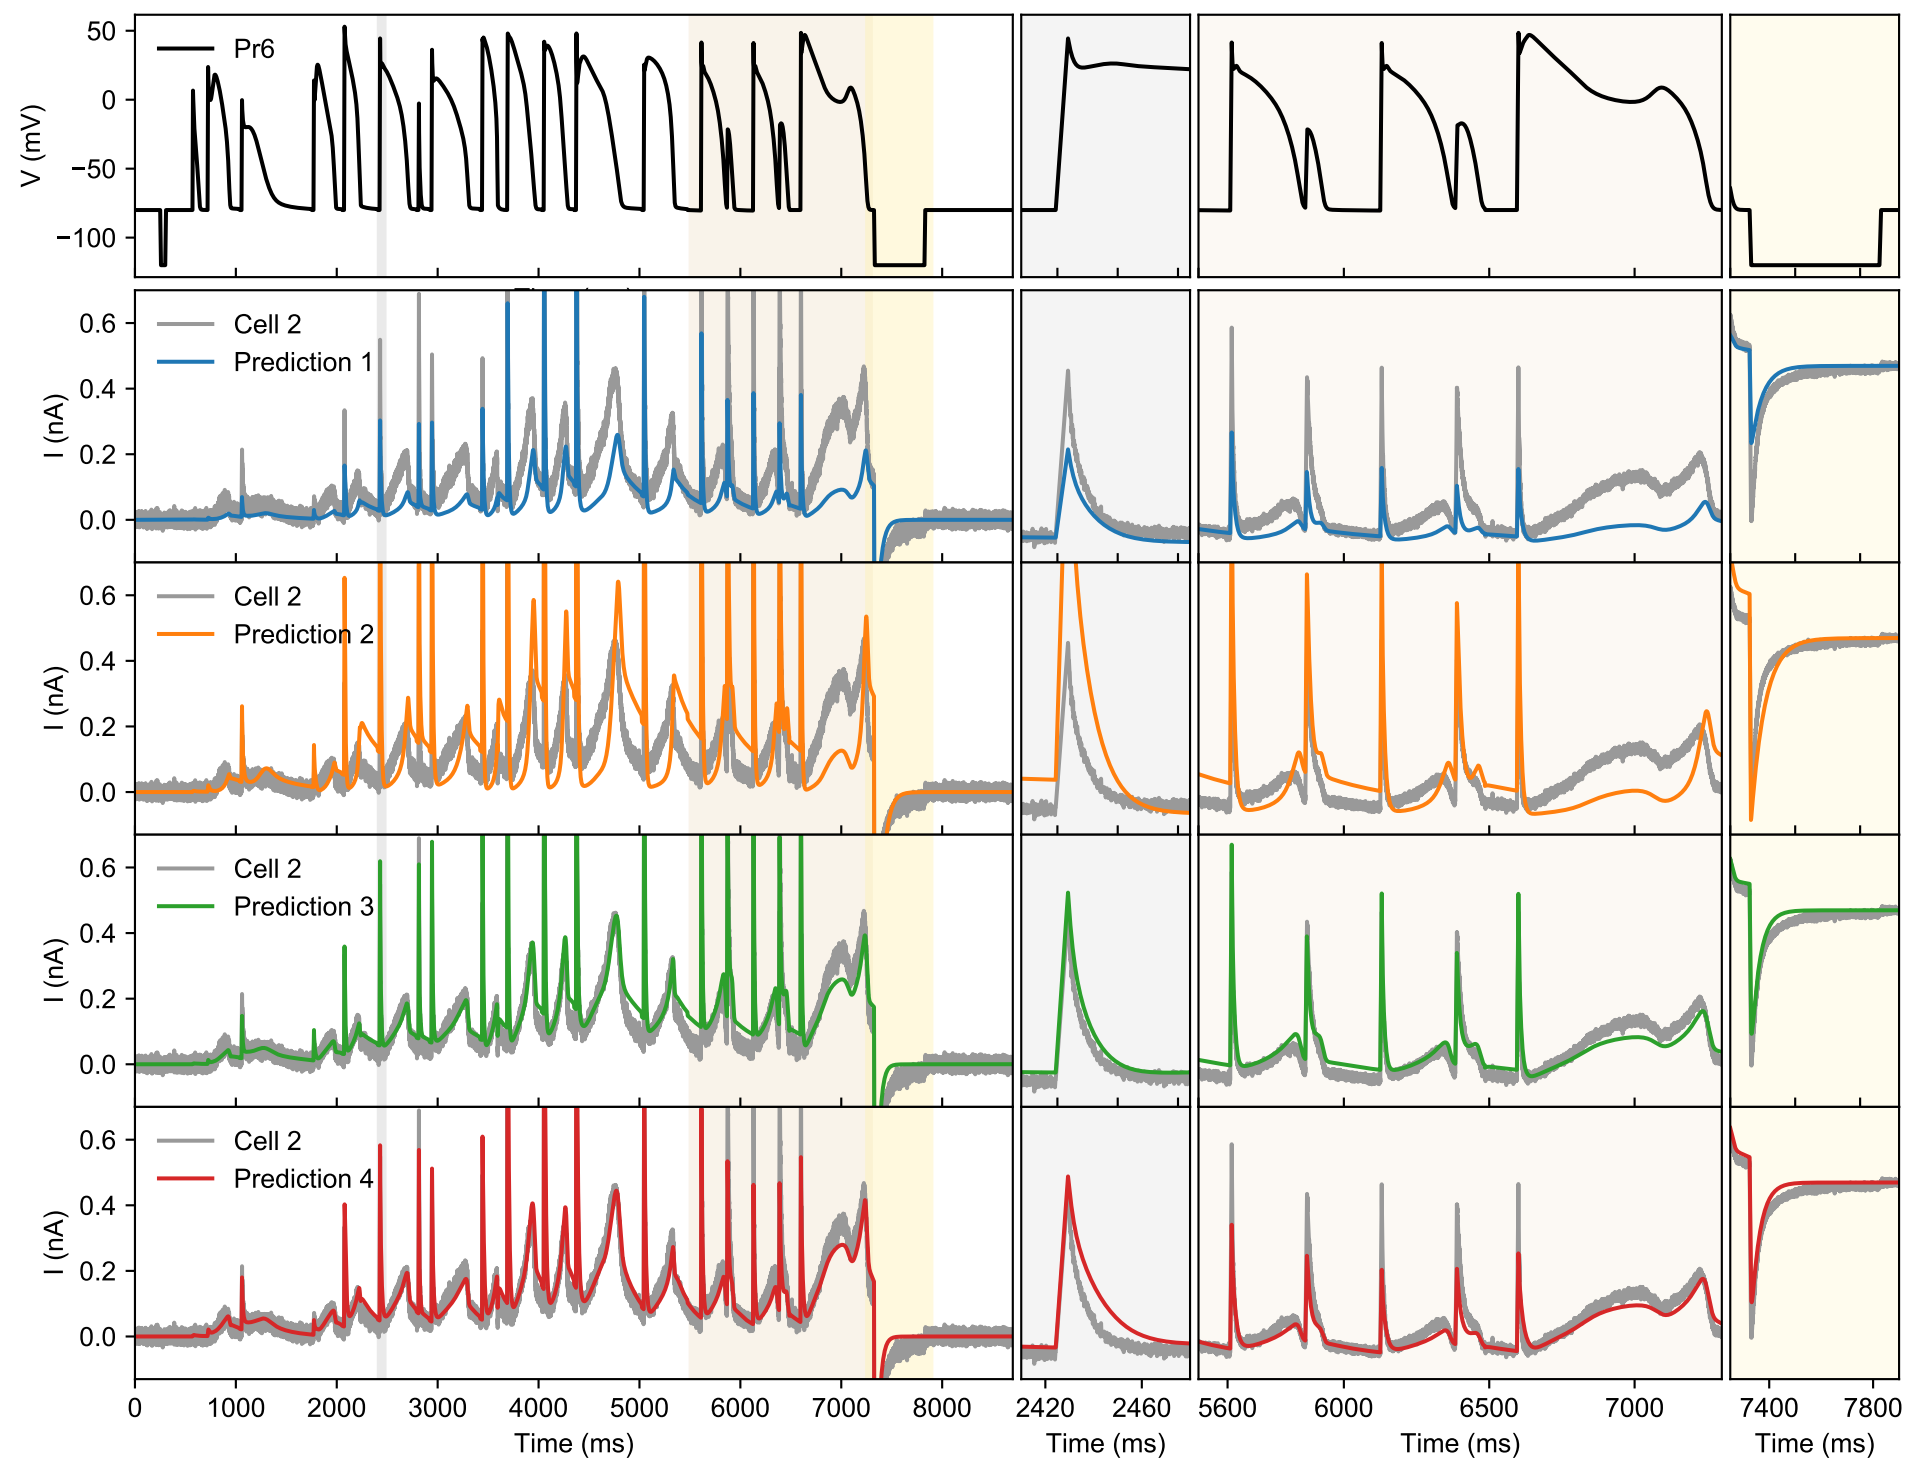 50
0
−50
−100
V (mV)
Pr6
0.6
0.4
0.2
0.0
I (nA)
Cell 2
Prediction 1
0.6
0.4
0.2
0.0
I (nA)
Cell 2
Prediction 2
0.6
0.4
0.2
0.0
I (nA)
Cell 2
Prediction 3
0.6
0.4
0.2
0.0
I (nA)
Cell 2
Prediction 4
0 1000 2000 3000 4000 5000 6000 7000 8000
2420 2460
5600 6000 6500 7000
7400 7800
Time (ms) Time (ms) Time (ms) Time (ms)